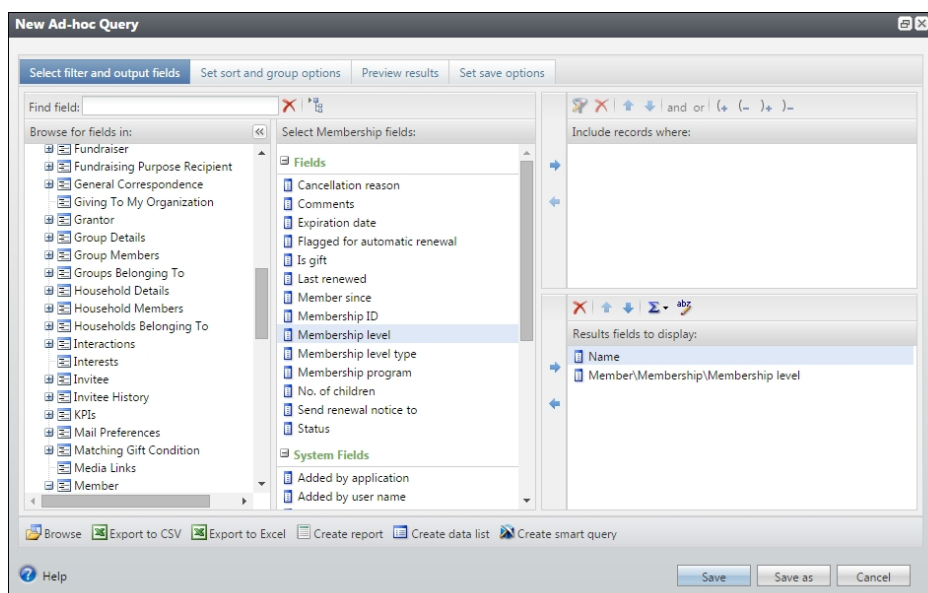 New Ad-hoc Query
Select filter and output fields
Set sort and group options
Preview results
Set save options
Find field:
and or (+ (- )+ )-
Browse for fields in:
Select Membership fields:
Include records where:
Fundraiser
Fundraising Purpose Recipient
General Correspondence
Giving To My Organization
Grantor
Group Details
Group Members
Groups Belonging To
Household Details
Household Members
Households Belonging To
Interactions
Interests
Invitee
Invitee History
KPIs
Mail Preferences
Matching Gift Condition
Media Links
Member
Fields
Cancellation reason
Comments
Expiration date
Flagged for automatic renewal
Is gift
Last renewed
Member since
Membership ID
Membership level
Membership level type
Membership program
No. of children
Send renewal notice to
Status
System Fields
Added by application
Added by user name
Σ abz
Results fields to display:
Name
Member\Membership\Membership level
Browse Export to CSV Export to Excel Create report Create data list Create smart query
Help
Save
Save as
Cancel